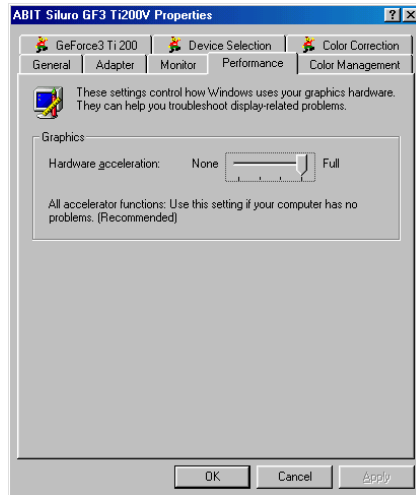 ABIT Siluro GF3 Ti200V Properties
GeForce3 Ti 200
Device Selection
Color Correction
General
Adapter
Monitor
Performance
Color Management
These settings control how Windows uses your graphics hardware.
They can help you troubleshoot display-related problems.
Graphics
Hardware acceleration:
None
Full
All accelerator functions: Use this setting if your computer has no
problems. (Recommended)
OK
Cancel
Apply